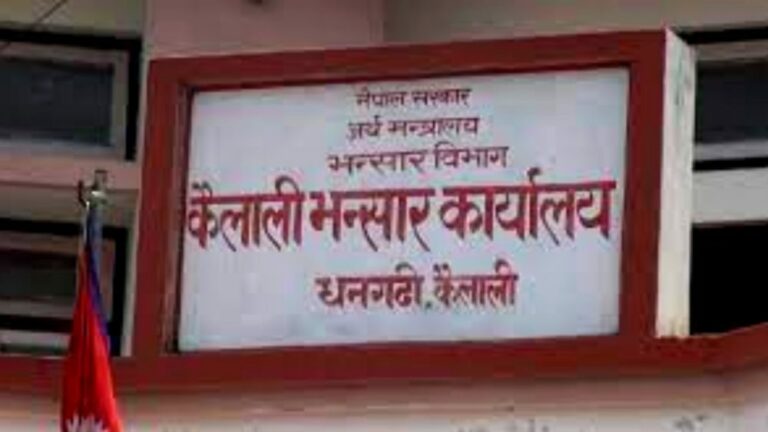 नेपाल सरकार
अर्थ मन्त्रालय
भन्सार विभाग
कैलाली भन्सार कार्यालय
धनगढी, कैलाली